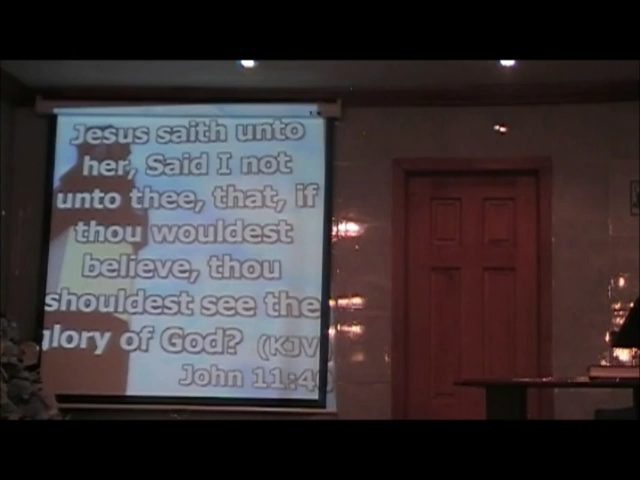 Jesus saith unto
her, Said I not
unto thee, that, if
thou wouldest
believe, thou
shouldest see the
glory of God? (KJV
John 11:40)